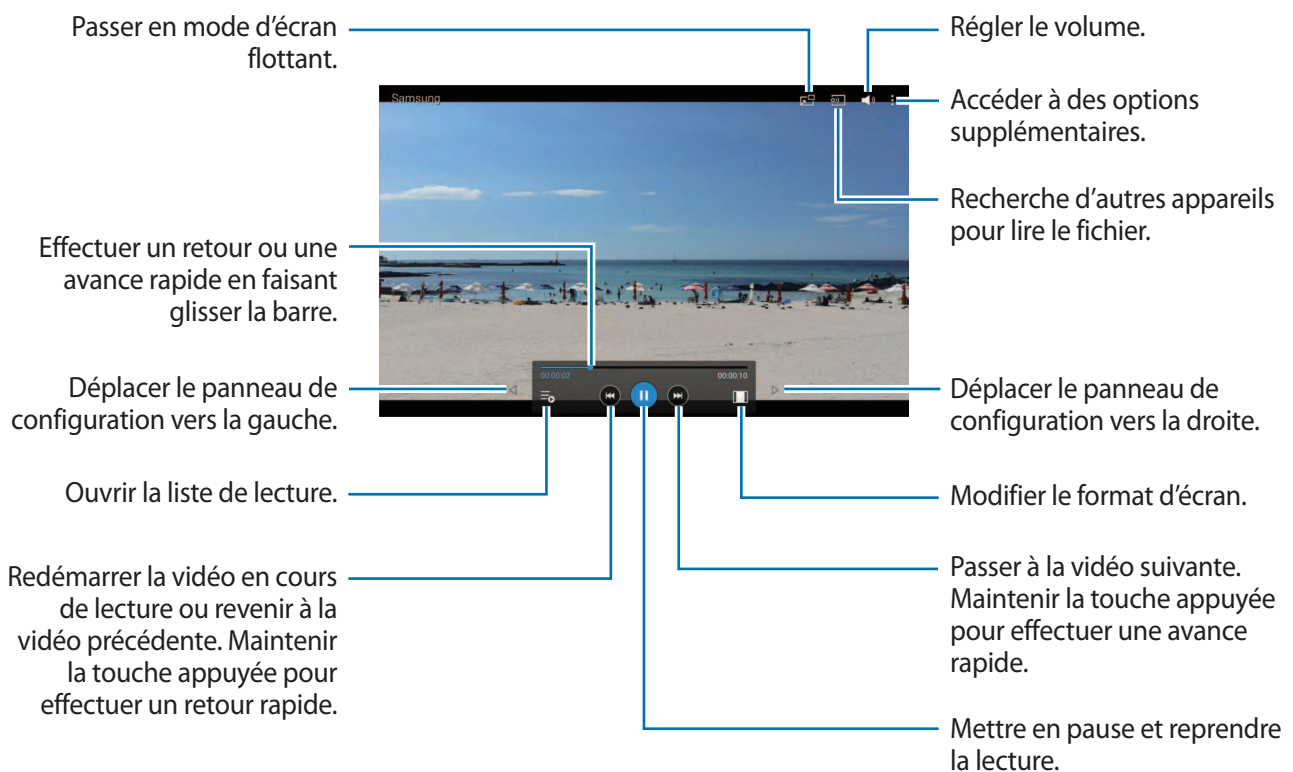 Passer en mode d’écran
flottant.
Régler le volume.
Samsung
Accéder à des options
supplémentaires.
Recherche d’autres appareils
pour lire le fichier.
Effectuer un retour ou une
avance rapide en faisant
glisser la barre.
00:00:02
00:00:10
Déplacer le panneau de
configuration vers la gauche.
Déplacer le panneau de
configuration vers la droite.
Ouvrir la liste de lecture.
Modifier le format d’écran.
Redémarrer la vidéo en cours
de lecture ou revenir à la
vidéo précédente. Maintenir
la touche appuyée pour
effectuer un retour rapide.
Passer à la vidéo suivante.
Maintenir la touche appuyée
pour effectuer une avance
rapide.
Mettre en pause et reprendre
la lecture.